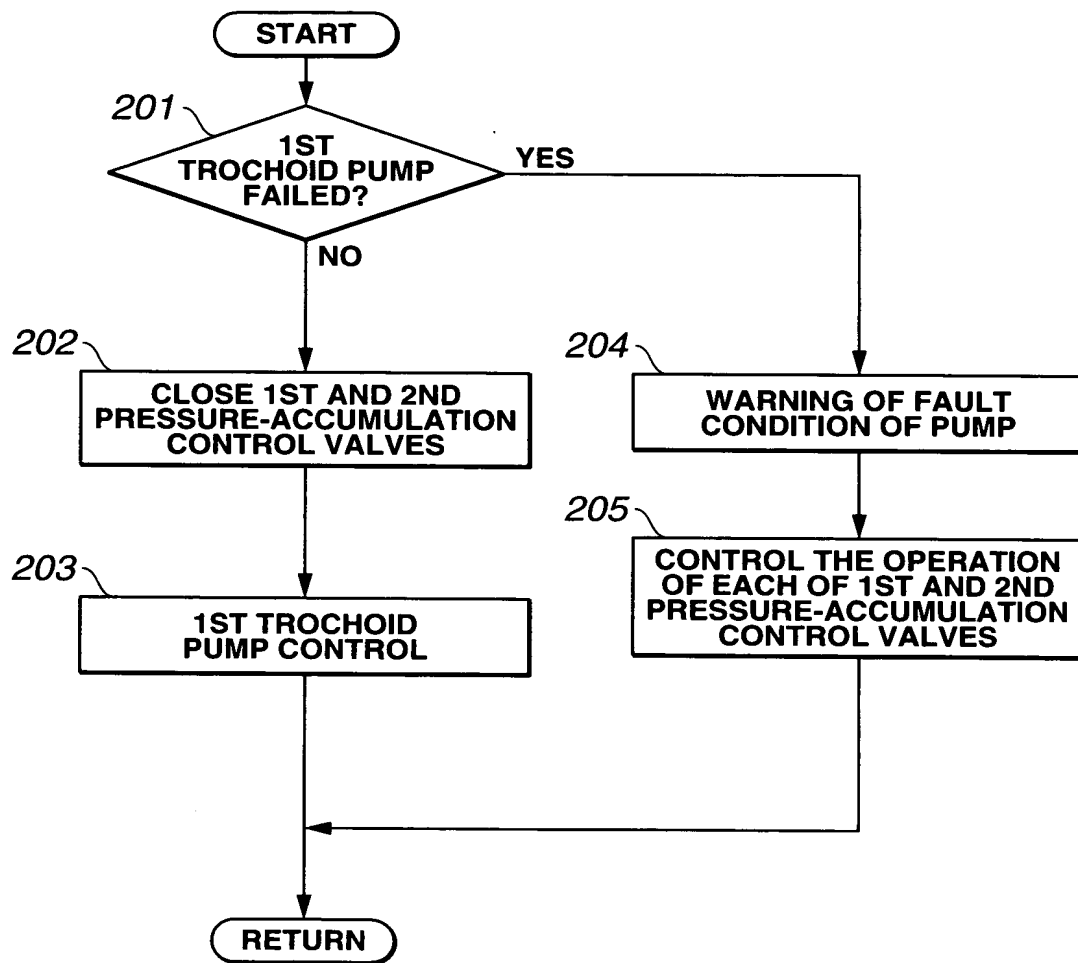 START
201
1ST
TROCHOID PUMP
FAILED?
YES
NO
202
CLOSE 1ST AND 2ND
PRESSURE-ACCUMULATION
CONTROL VALVES
203
1ST TROCHOID
PUMP CONTROL
204
WARNING OF FAULT
CONDITION OF PUMP
205
CONTROL THE OPERATION
OF EACH OF 1ST AND 2ND
PRESSURE-ACCUMULATION
CONTROL VALVES
RETURN